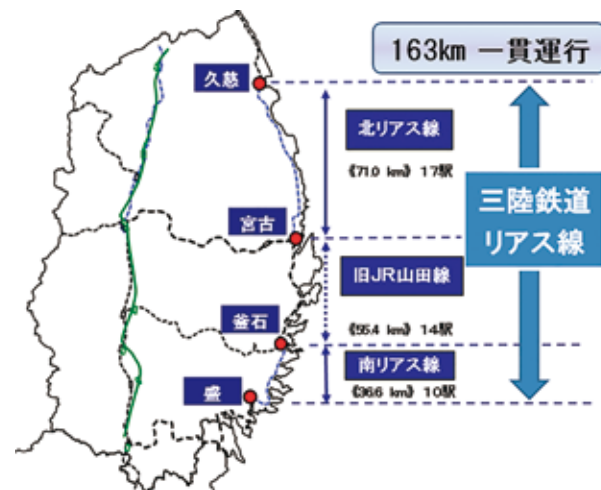 163km 一貫運行
久慈
北リアス線
《71.0 km》 17駅
三陸鉄道
リアス線
宮古
旧JR山田線
《55.4 km》 14駅
釜石
南リアス線
《36.6 km》 10駅
盛